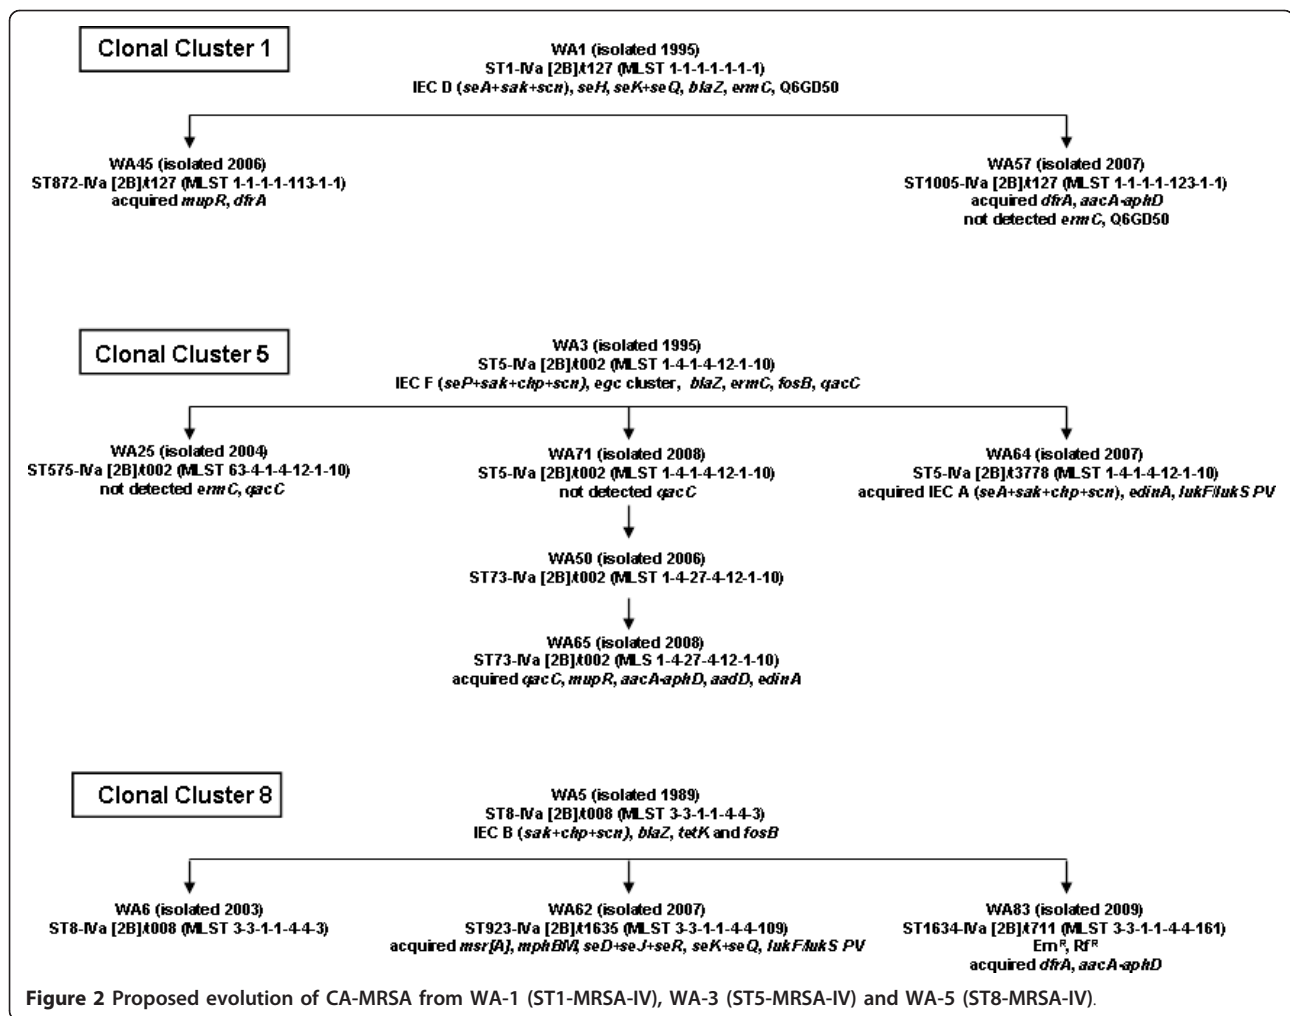 Clonal Cluster 1
WA1 (isolated 1995)
ST1-IVa [2B]/t127 (MLST 1-1-1-1-1-1-1)
IEC D (seA+sak+scn), seH, seK+seQ, blaZ, ermC, Q6GD50
WA45 (isolated 2006)
ST872-IVa [2B]/t127 (MLST 1-1-1-1-113-1-1)
acquired mupR, dfrA
WA57 (isolated 2007)
ST1005-IVa [2B]/t127 (MLST 1-1-1-1-123-1-1)
acquired dfrA, aacA-aphD
not detected ermC, Q6GD50
Clonal Cluster 5
WA3 (isolated 1995)
ST5-IVa [2B]/t002 (MLST 1-4-1-4-12-1-10)
IEC F (seP+sak+chp+scn), egc cluster, blaZ, ermC, fosB, qacC
WA25 (isolated 2004)
ST575-IVa [2B]/t002 (MLST 63-4-1-4-12-1-10)
not detected ermC, qacC
WA71 (isolated 2008)
ST5-IVa [2B]/t002 (MLST 1-4-1-4-12-1-10)
not detected qacC
WA64 (isolated 2007)
ST5-IVa [2B]/t3778 (MLST 1-4-1-4-12-1-10)
acquired IEC A (seA+sak+chp+scn), edinA, lukF/lukS PV
WA50 (isolated 2006)
ST73-IVa [2B]/t002 (MLST 1-4-27-4-12-1-10)
WA65 (isolated 2008)
ST73-IVa [2B]/t002 (MLS 1-4-27-4-12-1-10)
acquired qacC, mupR, aacA-aphD, aadD, edinA
Clonal Cluster 8
WA5 (isolated 1989)
ST8-IVa [2B]/t008 (MLST 3-3-1-1-4-4-3)
IEC B (sak+chp+scn), blaZ, tetK and fosB
WA6 (isolated 2003)
ST8-IVa [2B]/t008 (MLST 3-3-1-1-4-4-3)
WA62 (isolated 2007)
ST923-IVa [2B]/t1635 (MLST 3-3-1-1-4-4-109)
acquired msr[A], mphBM, seD+seJ+seR, seK+seQ, lukF/lukS PV
WA83 (isolated 2009)
ST1634-IVa [2B]/t711 (MLST 3-3-1-1-4-4-161)
Emᴿ, Rfᴿ
acquired dfrA, aacA-aphD
Figure 2 Proposed evolution of CA-MRSA from WA-1 (ST1-MRSA-IV), WA-3 (ST5-MRSA-IV) and WA-5 (ST8-MRSA-IV).